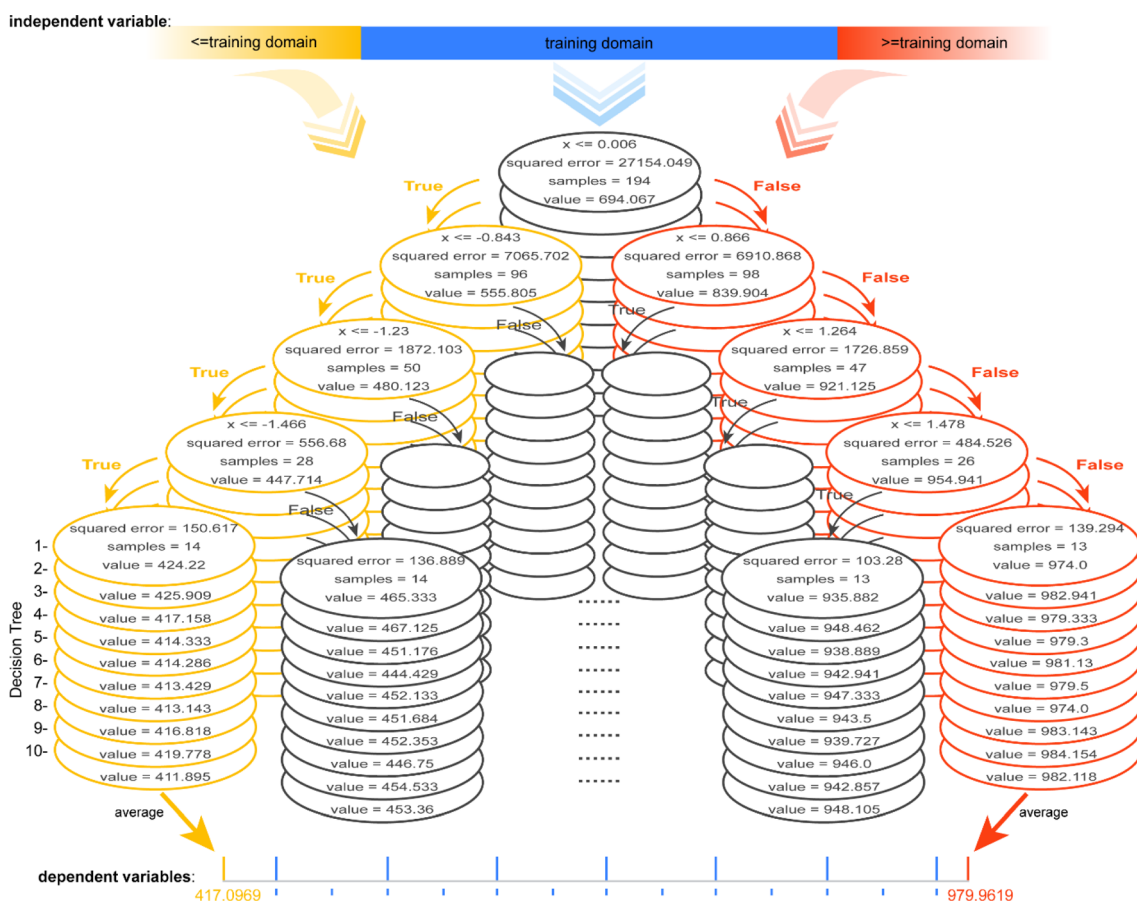 independent variable:
<=training domain
training domain
>=training domain
x <= 0.006
squared error = 27154.049
samples = 194
value = 694.067
True
False
x <= -0.843
squared error = 7065.702
samples = 96
value = 555.805
x <= 0.866
squared error = 6910.868
samples = 98
value = 839.904
True
False
True
False
x <= -1.23
squared error = 1872.103
samples = 50
value = 480.123
x <= 1.264
squared error = 1726.859
samples = 47
value = 921.125
True
False
True
False
x <= -1.466
squared error = 556.68
samples = 28
value = 447.714
x <= 1.478
squared error = 484.526
samples = 26
value = 954.941
True
False
True
False
Decision Tree
1-
2-
3-
4-
5-
6-
7-
8-
9-
10-
squared error = 150.617
samples = 14
value = 424.22
value = 425.909
value = 417.158
value = 414.333
value = 414.286
value = 413.429
value = 413.143
value = 416.818
value = 419.778
value = 411.895
squared error = 136.889
samples = 14
value = 465.333
value = 467.125
value = 451.176
value = 444.429
value = 452.133
value = 451.684
value = 452.353
value = 446.75
value = 454.533
value = 453.36
......
......
......
......
......
......
......
......
......
squared error = 103.28
samples = 13
value = 935.882
value = 948.462
value = 938.889
value = 942.941
value = 947.333
value = 943.5
value = 939.727
value = 946.0
value = 942.857
value = 948.105
squared error = 139.294
samples = 13
value = 974.0
value = 982.941
value = 979.333
value = 979.3
value = 981.13
value = 979.5
value = 974.0
value = 983.143
value = 984.154
value = 982.118
average
average
dependent variables:
417.0969
979.9619